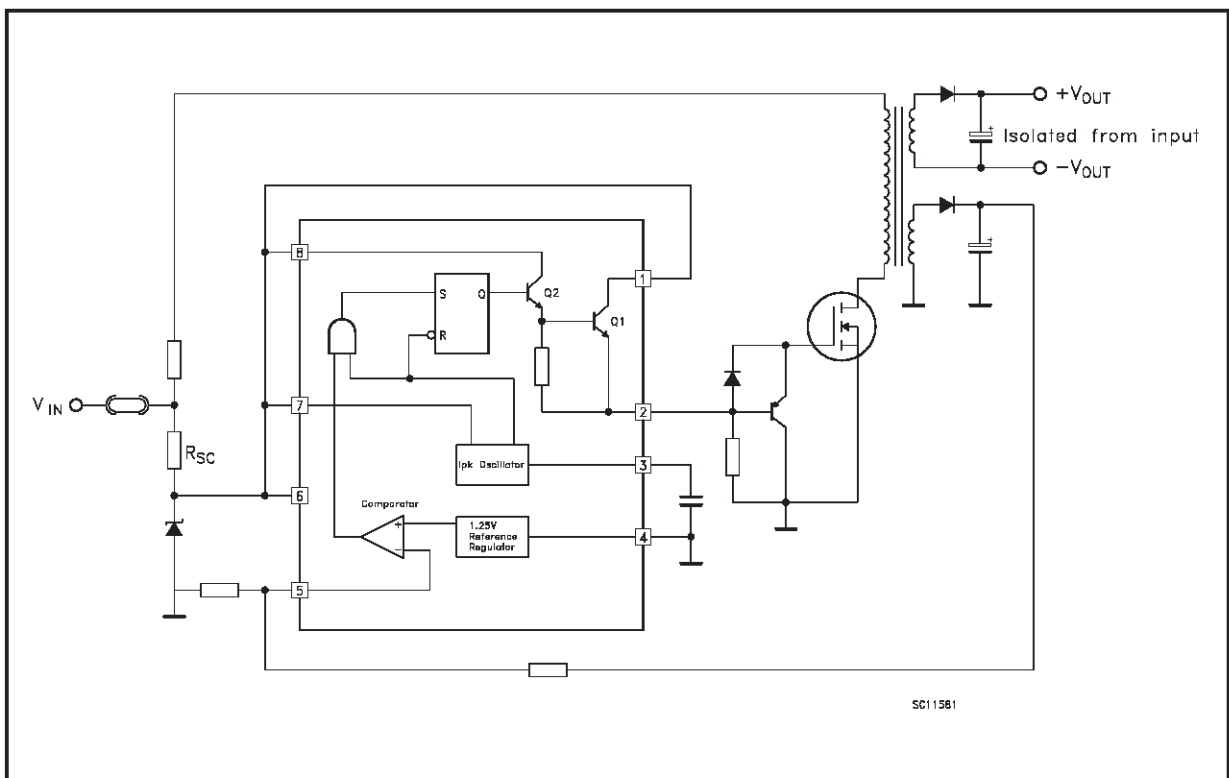 +VOUT
Isolated from input
-VOUT
8
1
S
Q
Q2
Q1
R
VIN
7
2
RSC
Ipk Oscillator
3
6
Comparator
+
-
1.25V
Reference
Regulator
4
5
+
+
SC11581